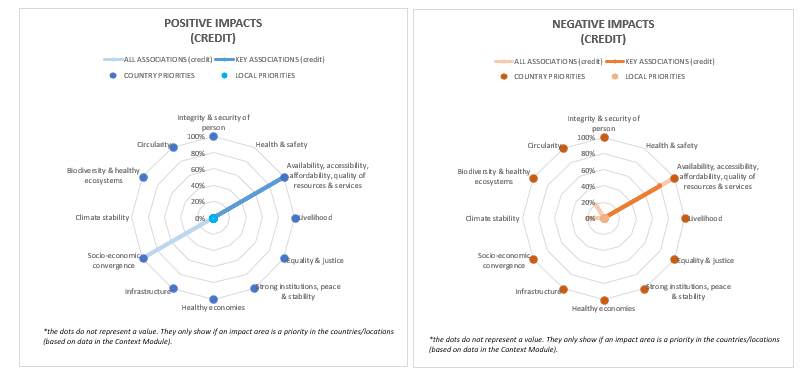 POSITIVE IMPACTS
(CREDIT)
ALL ASSOCIATIONS (credit)
KEY ASSOCIATIONS (credit)
COUNTRY PRIORITIES
LOCAL PRIORITIES
Integrity & security of
person
Health & safety
Availability, accessibility,
affordability, quality of
resources & services
Livelihood
Equality & justice
Strong institutions, peace
& stability
Healthy economies
Infrastructure
Socio-economic
convergence
Climate stability
Biodiversity & healthy
ecosystems
Circularity
100%
80%
60%
40%
20%
0%
*the dots do not represent a value. They only show if an impact area is a priority in the countries/locations
(based on data in the Context Module).
NEGATIVE IMPACTS
(CREDIT)
ALL ASSOCIATIONS (credit)
KEY ASSOCIATIONS (credit)
COUNTRY PRIORITIES
LOCAL PRIORITIES
Integrity & security of
person
Health & safety
Availability, accessibility,
affordability, quality of
resources & services
Livelihood
Equality & justice
Strong institutions, peace
& stability
Healthy economies
Infrastructure
Socio-economic
convergence
Climate stability
Biodiversity & healthy
ecosystems
Circularity
100%
80%
60%
40%
20%
0%
*the dots do not represent a value. They only show if an impact area is a priority in the countries/locations
(based on data in the Context Module).